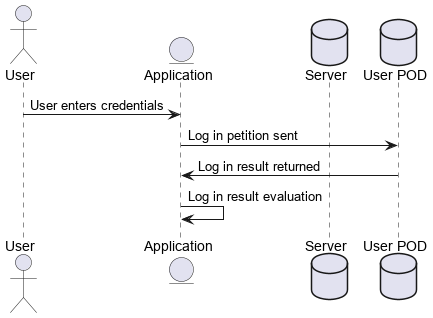 User
Application
Server
User POD
User enters credentials
Log in petition sent
Log in result returned
Log in result evaluation
User
Application
Server
User POD